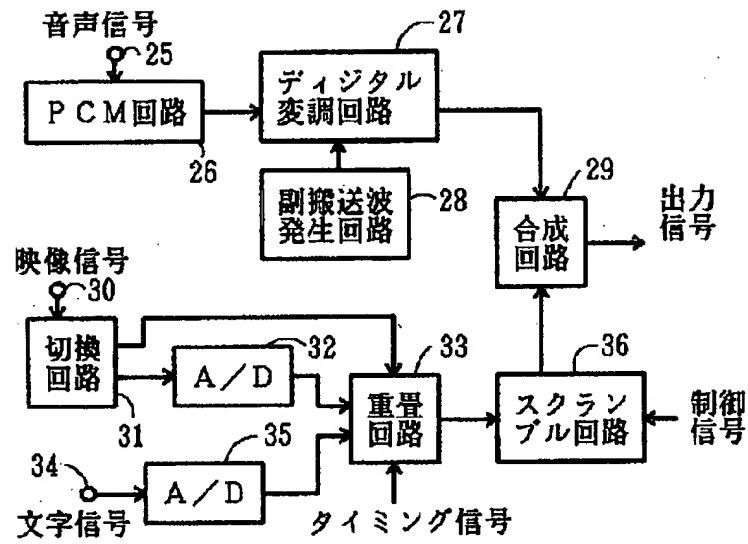 音声信号
25
PCM回路
26
27
ディジタル
変調回路
副搬送波
発生回路
28
29
合成
回路
出力
信号
映像信号
30
切換
回路
31
A/D
32
33
重畳
回路
36
スクラン
ブル回路
制御
信号
34
文字信号
35
A/D
タイミング信号